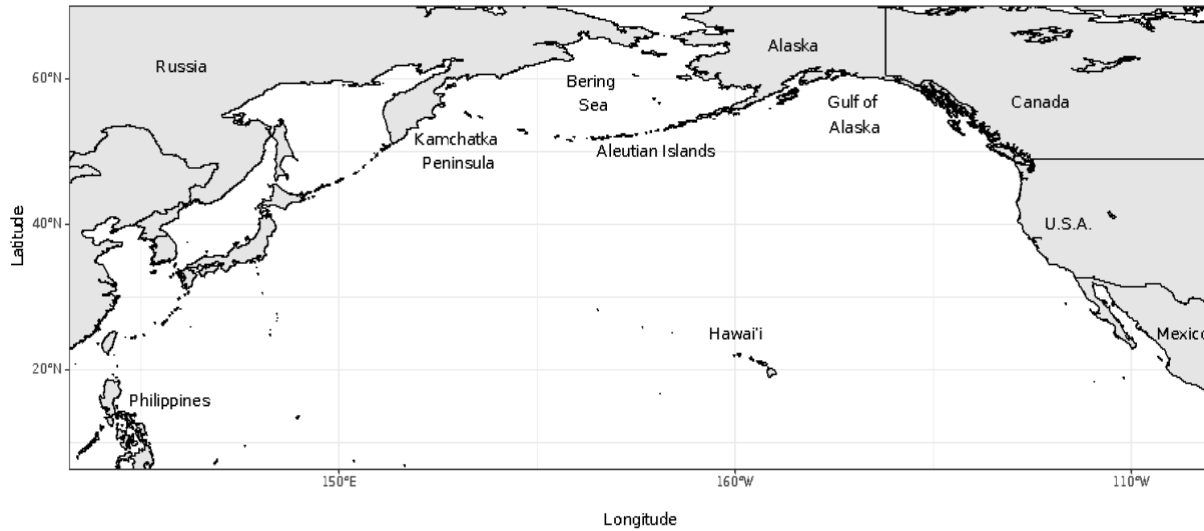 Alaska
Russia
60°N
Bering
Sea
Gulf of
Alaska
Canada
Kamchatka
Peninsula
Aleutian Islands
40°N
U.S.A.
Latitude
Hawai'i
Mexico
20°N
Philippines
150°E
160°W
110°W
Longitude